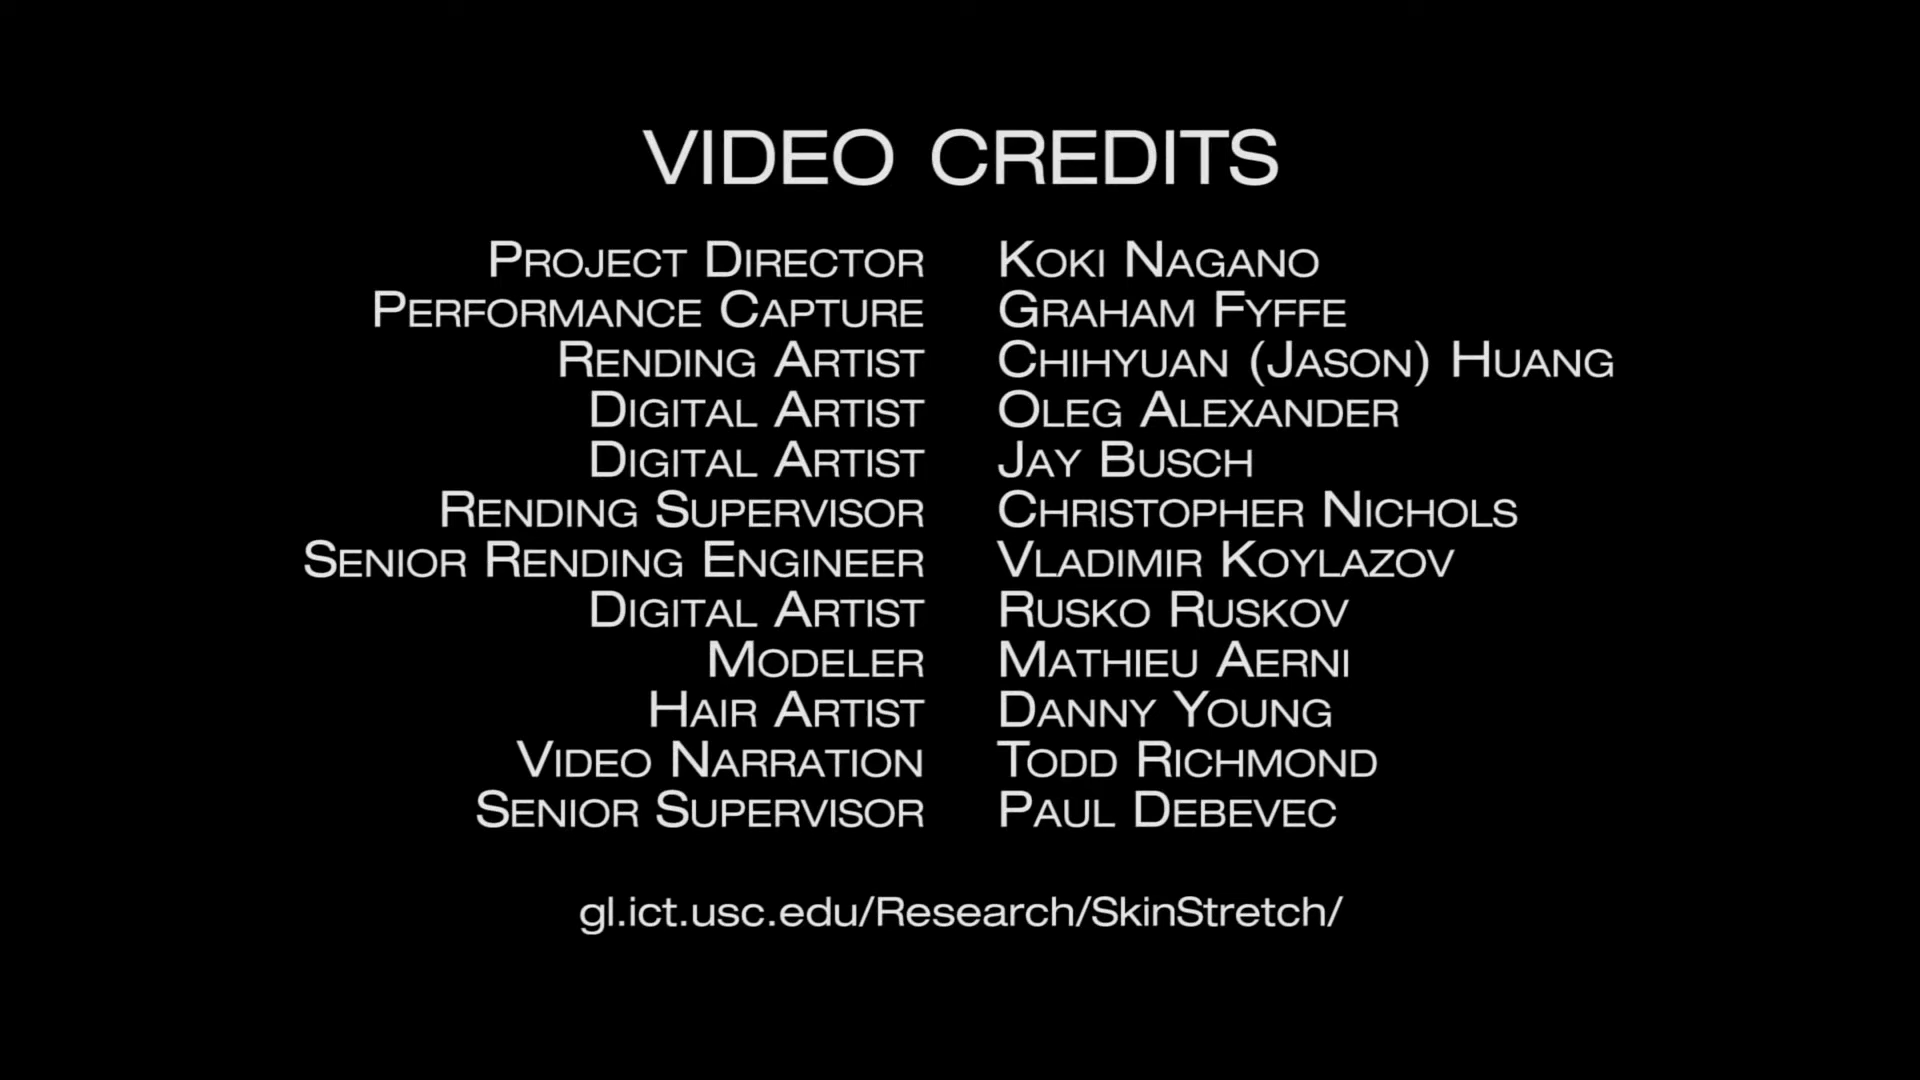 VIDEO CREDITS
PROJECT DIRECTOR KOKI NAGANO
PERFORMANCE CAPTURE GRAHAM FYFFE
RENDING ARTIST CHIHYUAN (JASON) HUANG
DIGITAL ARTIST OLEG ALEXANDER
DIGITAL ARTIST JAY BUSCH
RENDING SUPERVISOR CHRISTOPHER NICHOLS
SENIOR RENDING ENGINEER VLADIMIR KOYLAZOV
DIGITAL ARTIST RUSKO RUSKOV
MODELER MATHIEU AERNI
HAIR ARTIST DANNY YOUNG
VIDEO NARRATION TODD RICHMOND
SENIOR SUPERVISOR PAUL DEBEVEC
gl.ict.usc.edu/Research/SkinStretch/